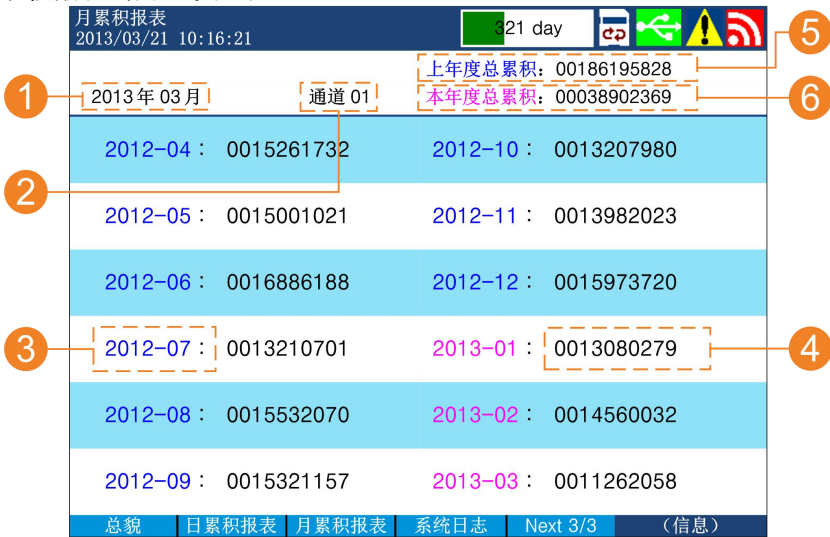 月累积报表
2013/03/21 10:16:21
321 day
上年度总累积：00186195828
2013年03月
通道 01
本年度总累积：00038902369
2012-04： 0015261732
2012-10： 0013207980
2012-05： 0015001021
2012-11： 0013982023
2012-06： 0016886188
2012-12： 0015973720
2012-07： 0013210701
2013-01： 0013080279
2012-08： 0015532070
2013-02： 0014560032
2012-09： 0015321157
2013-03： 0011262058
总貌
日累积报表
月累积报表
系统日志
Next 3/3
（信息）
1
2
3
4
5
6